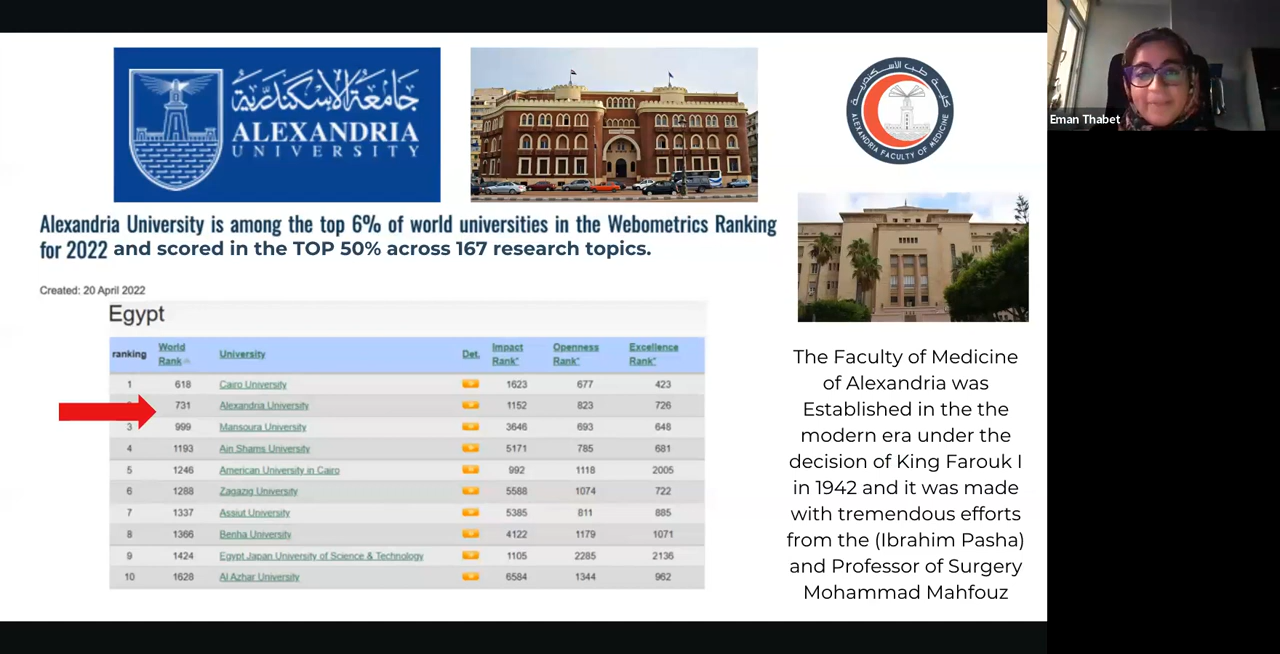 جامعة الإسكندرية
ALEXANDRIA
UNIVERSITY
كلية طب الإسكندرية
ALEXANDRIA FACULTY OF MEDICINE
Eman Thabet
Alexandria University is among the top 6% of world universities in the Webometrics Ranking
for 2022 and scored in the TOP 50% across 167 research topics.
Created: 20 April 2022
Egypt
ranking World Rank University Det. Impact Rank* Openness Rank* Excellence Rank*
1 618 Cairo University 1623 677 423
731 Alexandria University 1152 823 726
3 999 Mansoura University 3646 693 648
4 1193 Ain Shams University 5171 785 681
5 1246 American University in Cairo 992 1118 2005
6 1288 Zagazig University 5588 1074 722
7 1337 Assiut University 5385 811 885
8 1366 Benha University 4122 1179 1071
9 1424 Egypt Japan University of Science & Technology 1105 2285 2136
10 1628 Al Azhar University 6584 1344 962
The Faculty of Medicine
of Alexandria was
Established in the the
modern era under the
decision of King Farouk I
in 1942 and it was made
with tremendous efforts
from the (Ibrahim Pasha)
and Professor of Surgery
Mohammad Mahfouz